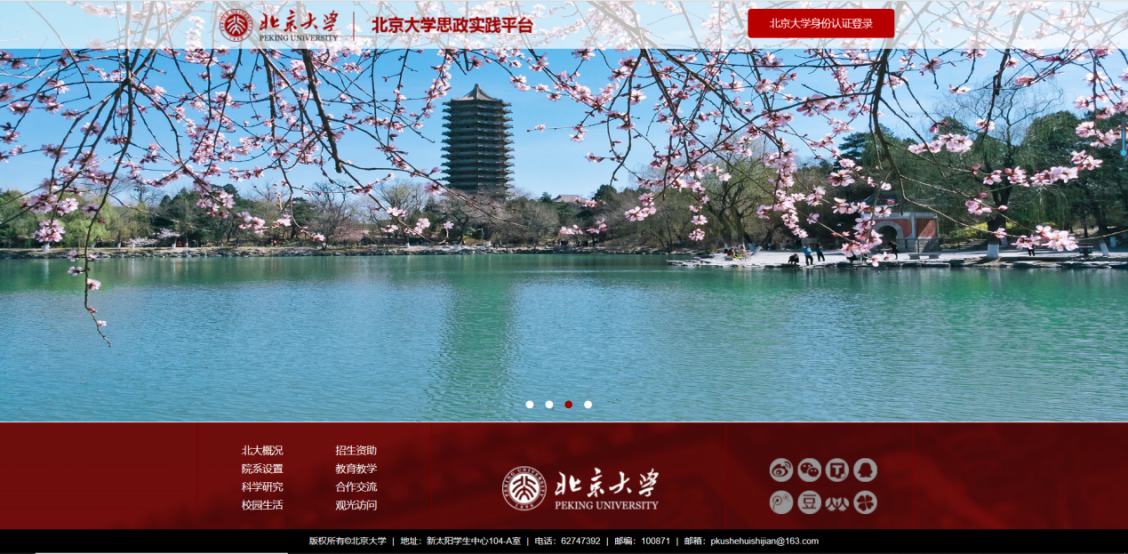 北京大学
PEKING UNIVERSITY
北京大学思政实践平台
北京大学身份认证登录
北大概况
招生资助
院系设置
教育教学
科学研究
合作交流
校园生活
观光访问
北京大学
PEKING UNIVERSITY
豆
版权所有©北京大学 | 地址：新太阳学生中心104-A室 | 电话：62747392 | 邮编：100871 | 邮箱：pkushehuishijian@163.com